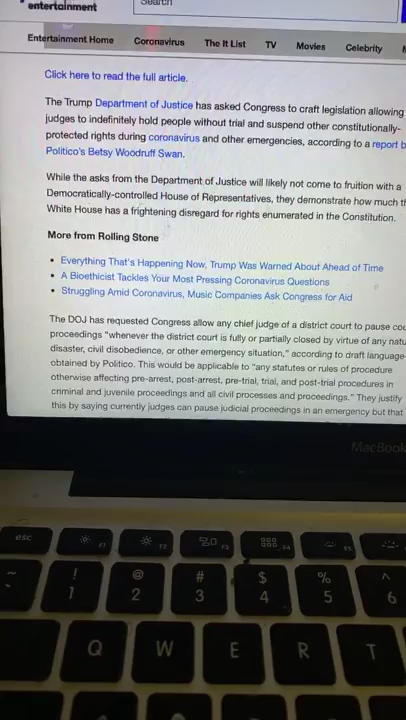 entertainment
Search
Entertainment Home Coronavirus The It List TV Movies Celebrity
Click here to read the full article.
The Trump Department of Justice has asked Congress to craft legislation allowing
judges to indefinitely hold people without trial and suspend other constitutionally-
protected rights during coronavirus and other emergencies, according to a report b
Politico's Betsy Woodruff Swan.
While the asks from the Department of Justice will likely not come to fruition with a
Democratically-controlled House of Representatives, they demonstrate how much th
White House has a frightening disregard for rights enumerated in the Constitution.
More from Rolling Stone
• Everything That's Happening Now, Trump Was Warned About Ahead of Time
• A Bioethicist Tackles Your Most Pressing Coronavirus Questions
• Struggling Amid Coronavirus, Music Companies Ask Congress for Aid
The DOJ has requested Congress allow any chief judge of a district court to pause cou
proceedings "whenever the district court is fully or partially closed by virtue of any natu
disaster, civil disobedience, or other emergency situation," according to draft language
obtained by Politico. This would be applicable to "any statutes or rules of procedure
otherwise affecting pre-arrest, post-arrest, pre-trial, trial, and post-trial procedures in
criminal and juvenile proceedings and all civil processes and proceedings." They justify
this by saying currently judges can pause judicial proceedings in an emergency but that
MacBook
esc F1 F2 F3 F4 F5
~ ! @ # $ % ^
1 2 3 4 5 6
Q W E R T